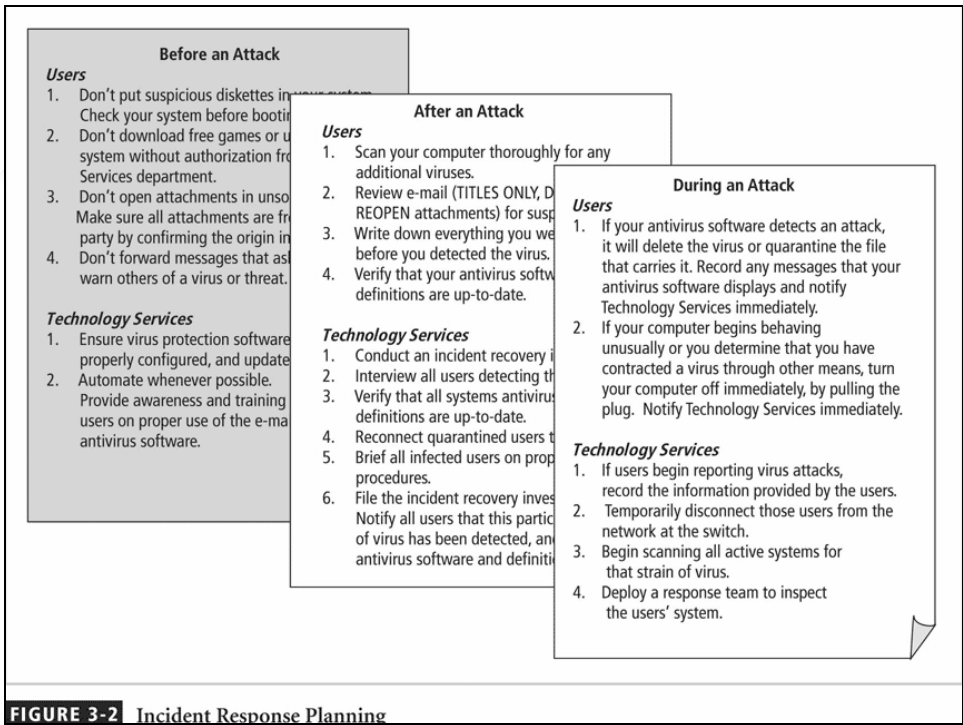 Before an Attack
Users
1. Don't put suspicious diskettes in your system.
Check your system before bootin
2. Don't download free games or u
system without authorization fro
Services department.
3. Don't open attachments in unso
Make sure all attachments are fro
party by confirming the origin in
4. Don't forward messages that ask
warn others of a virus or threat.
Technology Services
1. Ensure virus protection software
properly configured, and update
2. Automate whenever possible.
Provide awareness and training
users on proper use of the e-ma
antivirus software.
After an Attack
Users
1. Scan your computer thoroughly for any
additional viruses.
2. Review e-mail (TITLES ONLY, D
REOPEN attachments) for susp
3. Write down everything you we
before you detected the virus.
4. Verify that your antivirus softw
definitions are up-to-date.
Technology Services
1. Conduct an incident recovery i
2. Interview all users detecting th
3. Verify that all systems antivirus
definitions are up-to-date.
4. Reconnect quarantined users t
5. Brief all infected users on prop
procedures.
6. File the incident recovery inves
Notify all users that this partic
of virus has been detected, and
antivirus software and definiti
During an Attack
Users
1. If your antivirus software detects an attack,
it will delete the virus or quarantine the file
that carries it. Record any messages that your
antivirus software displays and notify
Technology Services immediately.
2. If your computer begins behaving
unusually or you determine that you have
contracted a virus through other means, turn
your computer off immediately, by pulling the
plug. Notify Technology Services immediately.
Technology Services
1. If users begin reporting virus attacks,
record the information provided by the users.
2. Temporarily disconnect those users from the
network at the switch.
3. Begin scanning all active systems for
that strain of virus.
4. Deploy a response team to inspect
the users' system.
FIGURE 3-2 Incident Response Planning